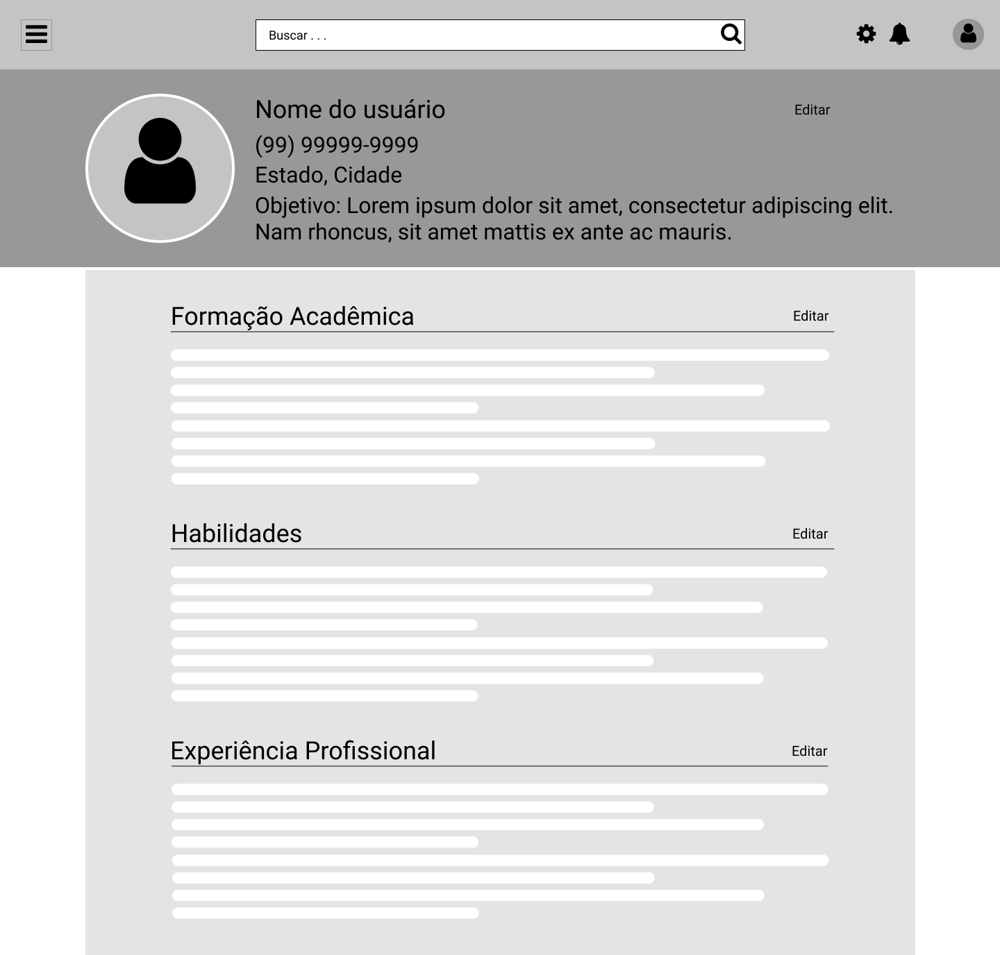 Buscar . . .
Nome do usuário
Editar
(99) 99999-9999
Estado, Cidade
Objetivo: Lorem ipsum dolor sit amet, consectetur adipiscing elit.
Nam rhoncus, sit amet mattis ex ante ac mauris.
Formação Acadêmica
Editar
Habilidades
Editar
Experiência Profissional
Editar